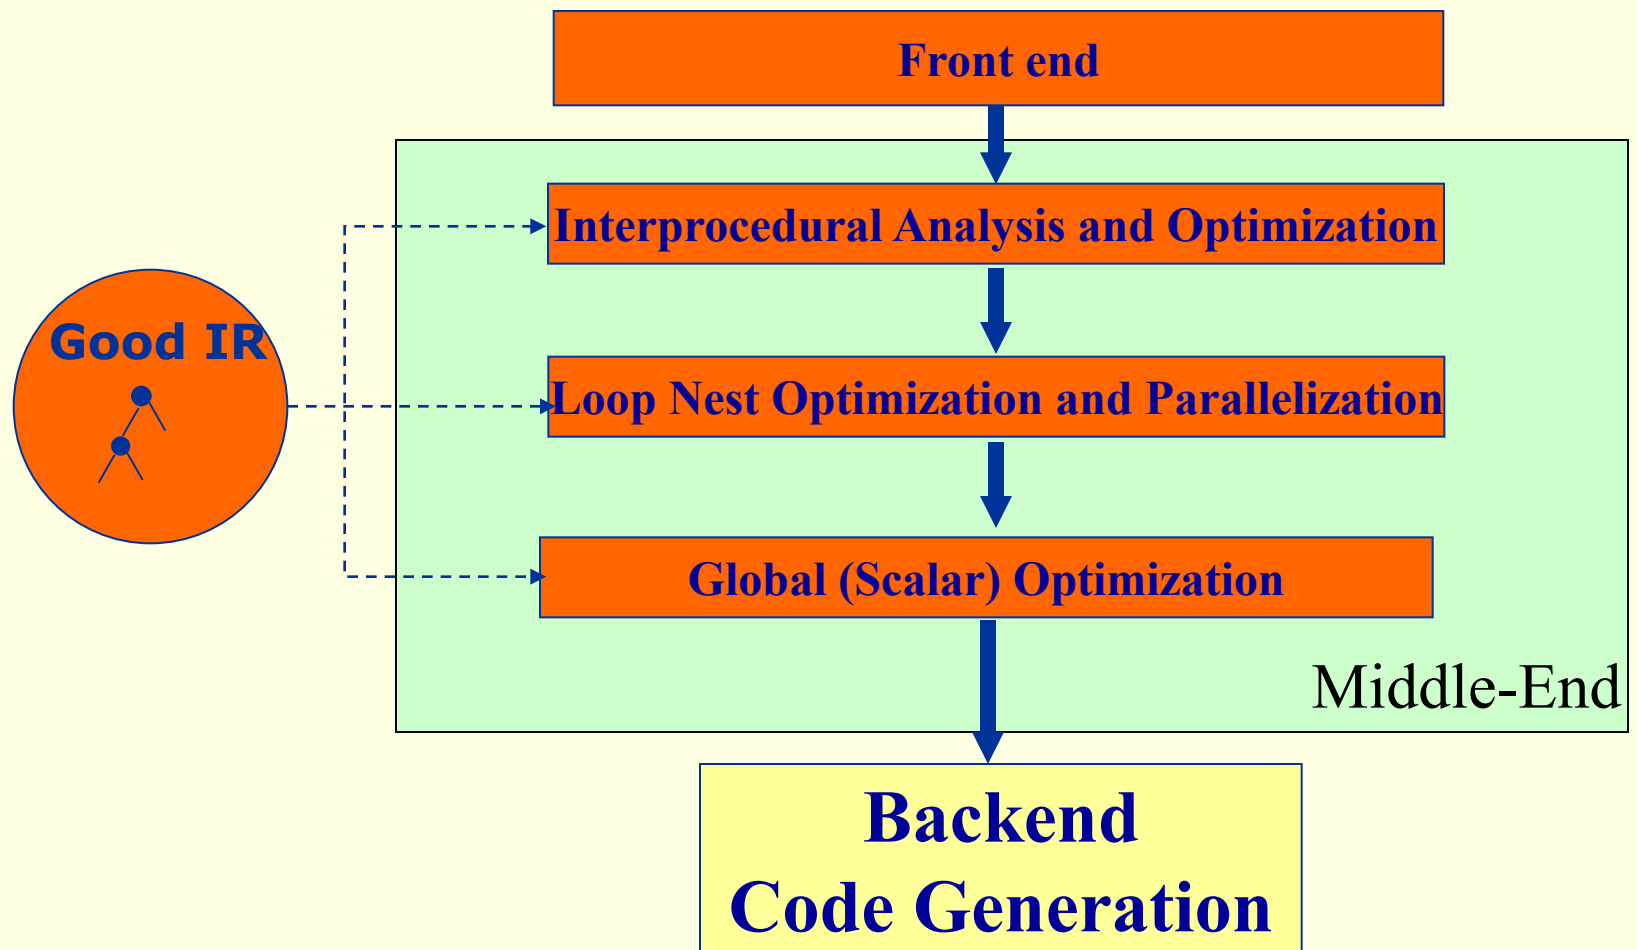 Front end
Interprocedural Analysis and Optimization
Good IR
Loop Nest Optimization and Parallelization
Global (Scalar) Optimization
Middle-End
Backend
Code Generation